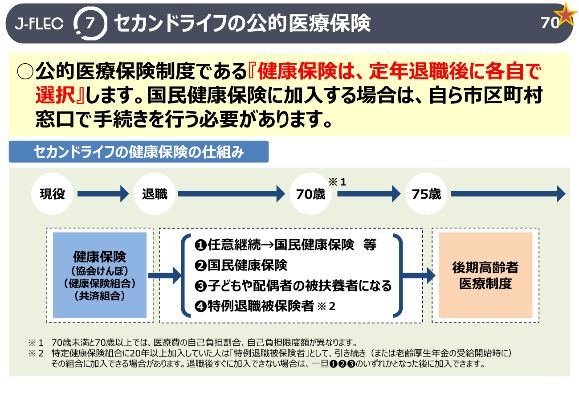 J-FLEC 7 セカンドライフの公的医療保険 70
○公的医療保険制度である『健康保険は、定年退職後に各自で
選択』します。国民健康保険に加入する場合は、自ら市区町村
窓口で手続きを行う必要があります。
セカンドライフの健康保険の仕組み
現役 退職 70歳 ※1 75歳
健康保険
(協会けんぽ)
(健康保険組合)
(共済組合)
❶任意継続→国民健康保険 等
❷国民健康保険
❸子どもや配偶者の被扶養者になる
❹特例退職被保険者※2
後期高齢者
医療制度
※1 70歳未満と70歳以上では、医療費の自己負担割合、自己負担限度額が異なります。
※2 特定健康保険組合に20年以上加入していた人は「特例退職被保険者」として、引き続き(または老齢厚生年金の受給開始時に)
その組合に加入できる場合があります。退職後すぐに加入できない場合は、一旦❶❷❸のいずれかとなった後に加入できます。